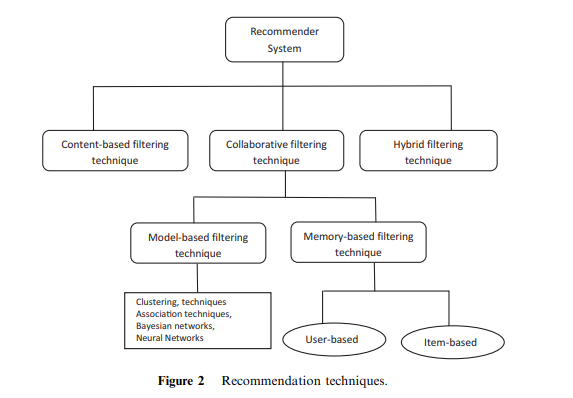 Recommender
System
Content-based filtering
technique
Collaborative filtering
technique
Hybrid filtering
technique
Model-based filtering
technique
Memory-based filtering
technique
Clustering, techniques
Association techniques,
Bayesian networks,
Neural Networks
User-based
Item-based
Figure 2 Recommendation techniques.